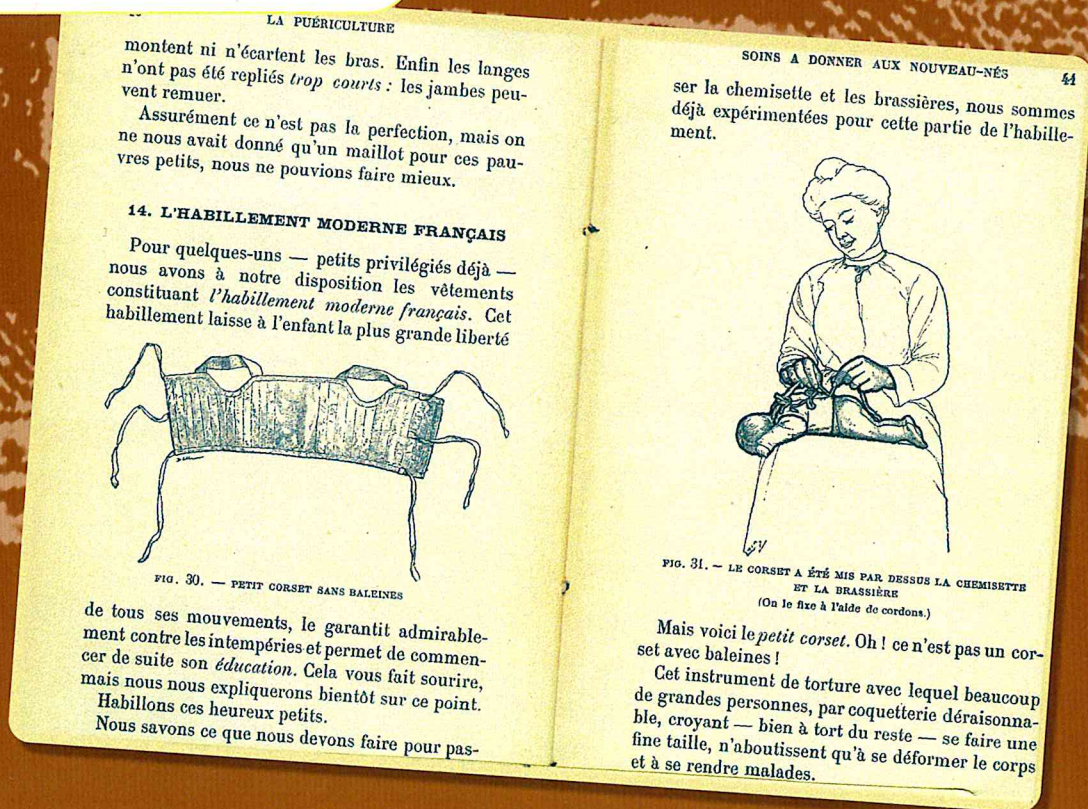 LA PUÉRICULTURE
montent ni n'écartent les bras. Enfin les langes
n'ont pas été repliés trop courts : les jambes peu-
vent remuer.
Assurément ce n'est pas la perfection, mais on
ne nous avait donné qu'un maillot pour ces pau-
vres petits, nous ne pouvions faire mieux.
14. L'HABILLEMENT MODERNE FRANÇAIS
Pour quelques-uns — petits privilégiés déjà —
nous avons à notre disposition les vêtements
constituant l'habillement moderne français. Cet
habillement laisse à l'enfant la plus grande liberté
FIG. 30. — PETIT CORSET SANS BALEINES
de tous ses mouvements, le garantit admirable-
ment contre les intempéries et permet de commen-
cer de suite son éducation. Cela vous fait sourire,
mais nous nous expliquerons bientôt sur ce point.
Habillons ces heureux petits.
Nous savons ce que nous devons faire pour pas-
SOINS A DONNER AUX NOUVEAU-NÉS 41
ser la chemisette et les brassières, nous sommes
déjà expérimentées pour cette partie de l'habille-
ment.
FIG. 31. — LE CORSET A ÉTÉ MIS PAR DESSUS LA CHEMISETTE
ET LA BRASSIÈRE
(On le fixe à l'aide de cordons.)
Mais voici le petit corset. Oh ! ce n'est pas un cor-
set avec baleines !
Cet instrument de torture avec lequel beaucoup
de grandes personnes, par coquetterie déraisonna-
ble, croyant — bien à tort du reste — se faire une
fine taille, n'aboutissent qu'à se déformer le corps
et à se rendre malades.